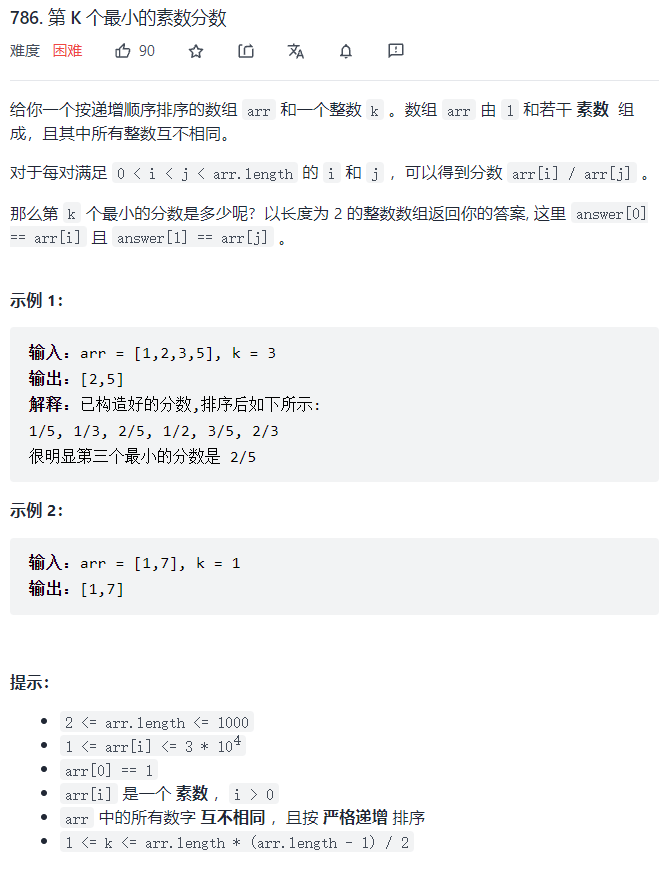 786. 第 K 个最小的素数分数
难度 困难 90
给你一个按递增顺序排序的数组 arr 和一个整数 k 。数组 arr 由 1 和若干 素数 组
成，且其中所有整数互不相同。
对于每对满足 0 < i < j < arr.length 的 i 和 j ，可以得到分数 arr[i] / arr[j] 。
那么第 k 个最小的分数是多少呢? 以长度为 2 的整数数组返回你的答案, 这里 answer[0]
== arr[i] 且 answer[1] == arr[j] 。
示例 1：
输入：arr = [1,2,3,5], k = 3
输出：[2,5]
解释：已构造好的分数,排序后如下所示:
1/5, 1/3, 2/5, 1/2, 3/5, 2/3
很明显第三个最小的分数是 2/5
示例 2：
输入：arr = [1,7], k = 1
输出：[1,7]
提示：
2 <= arr.length <= 1000
1 <= arr[i] <= 3 * 10⁴
arr[0] == 1
arr[i] 是一个 素数 ，i > 0
arr 中的所有数字 互不相同 ，且按 严格递增 排序
1 <= k <= arr.length * (arr.length - 1) / 2